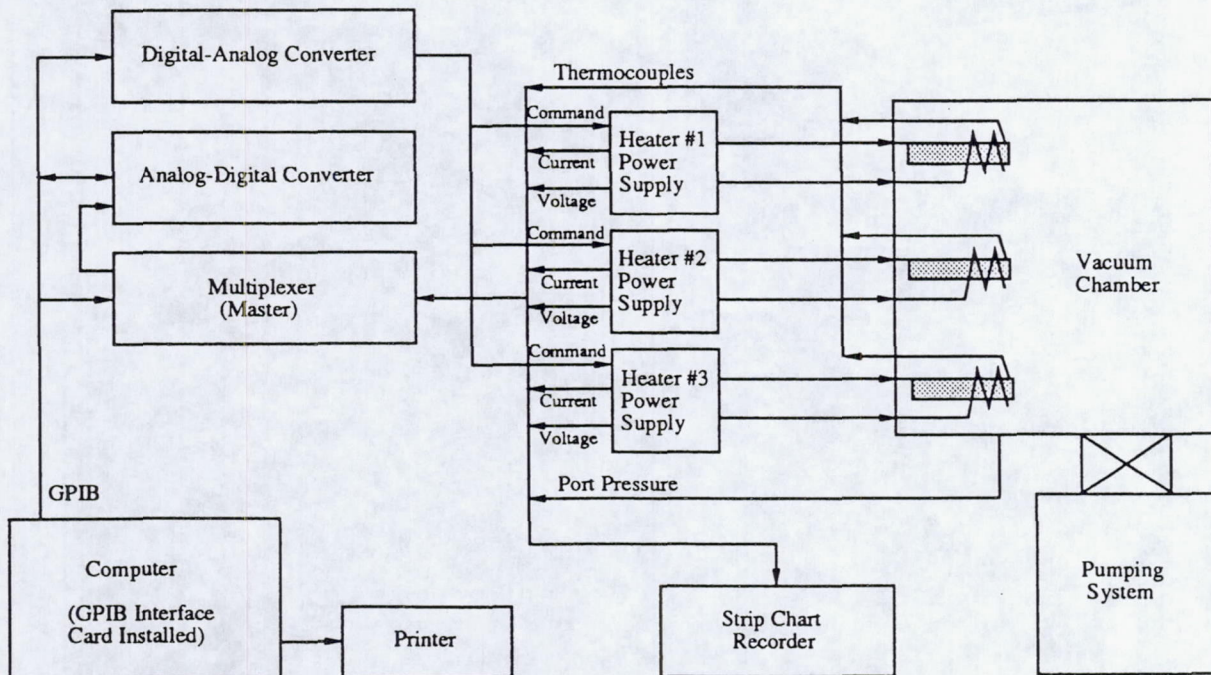 Digital-Analog Converter
Analog-Digital Converter
Multiplexer
(Master)
GPIB
Computer
(GPIB Interface
Card Installed)
Printer
Thermocouples
Command
Heater #1
Power
Supply
Current
Voltage
Command
Heater #2
Power
Supply
Current
Voltage
Command
Heater #3
Power
Supply
Current
Voltage
Port Pressure
Strip Chart
Recorder
Vacuum
Chamber
Pumping
System